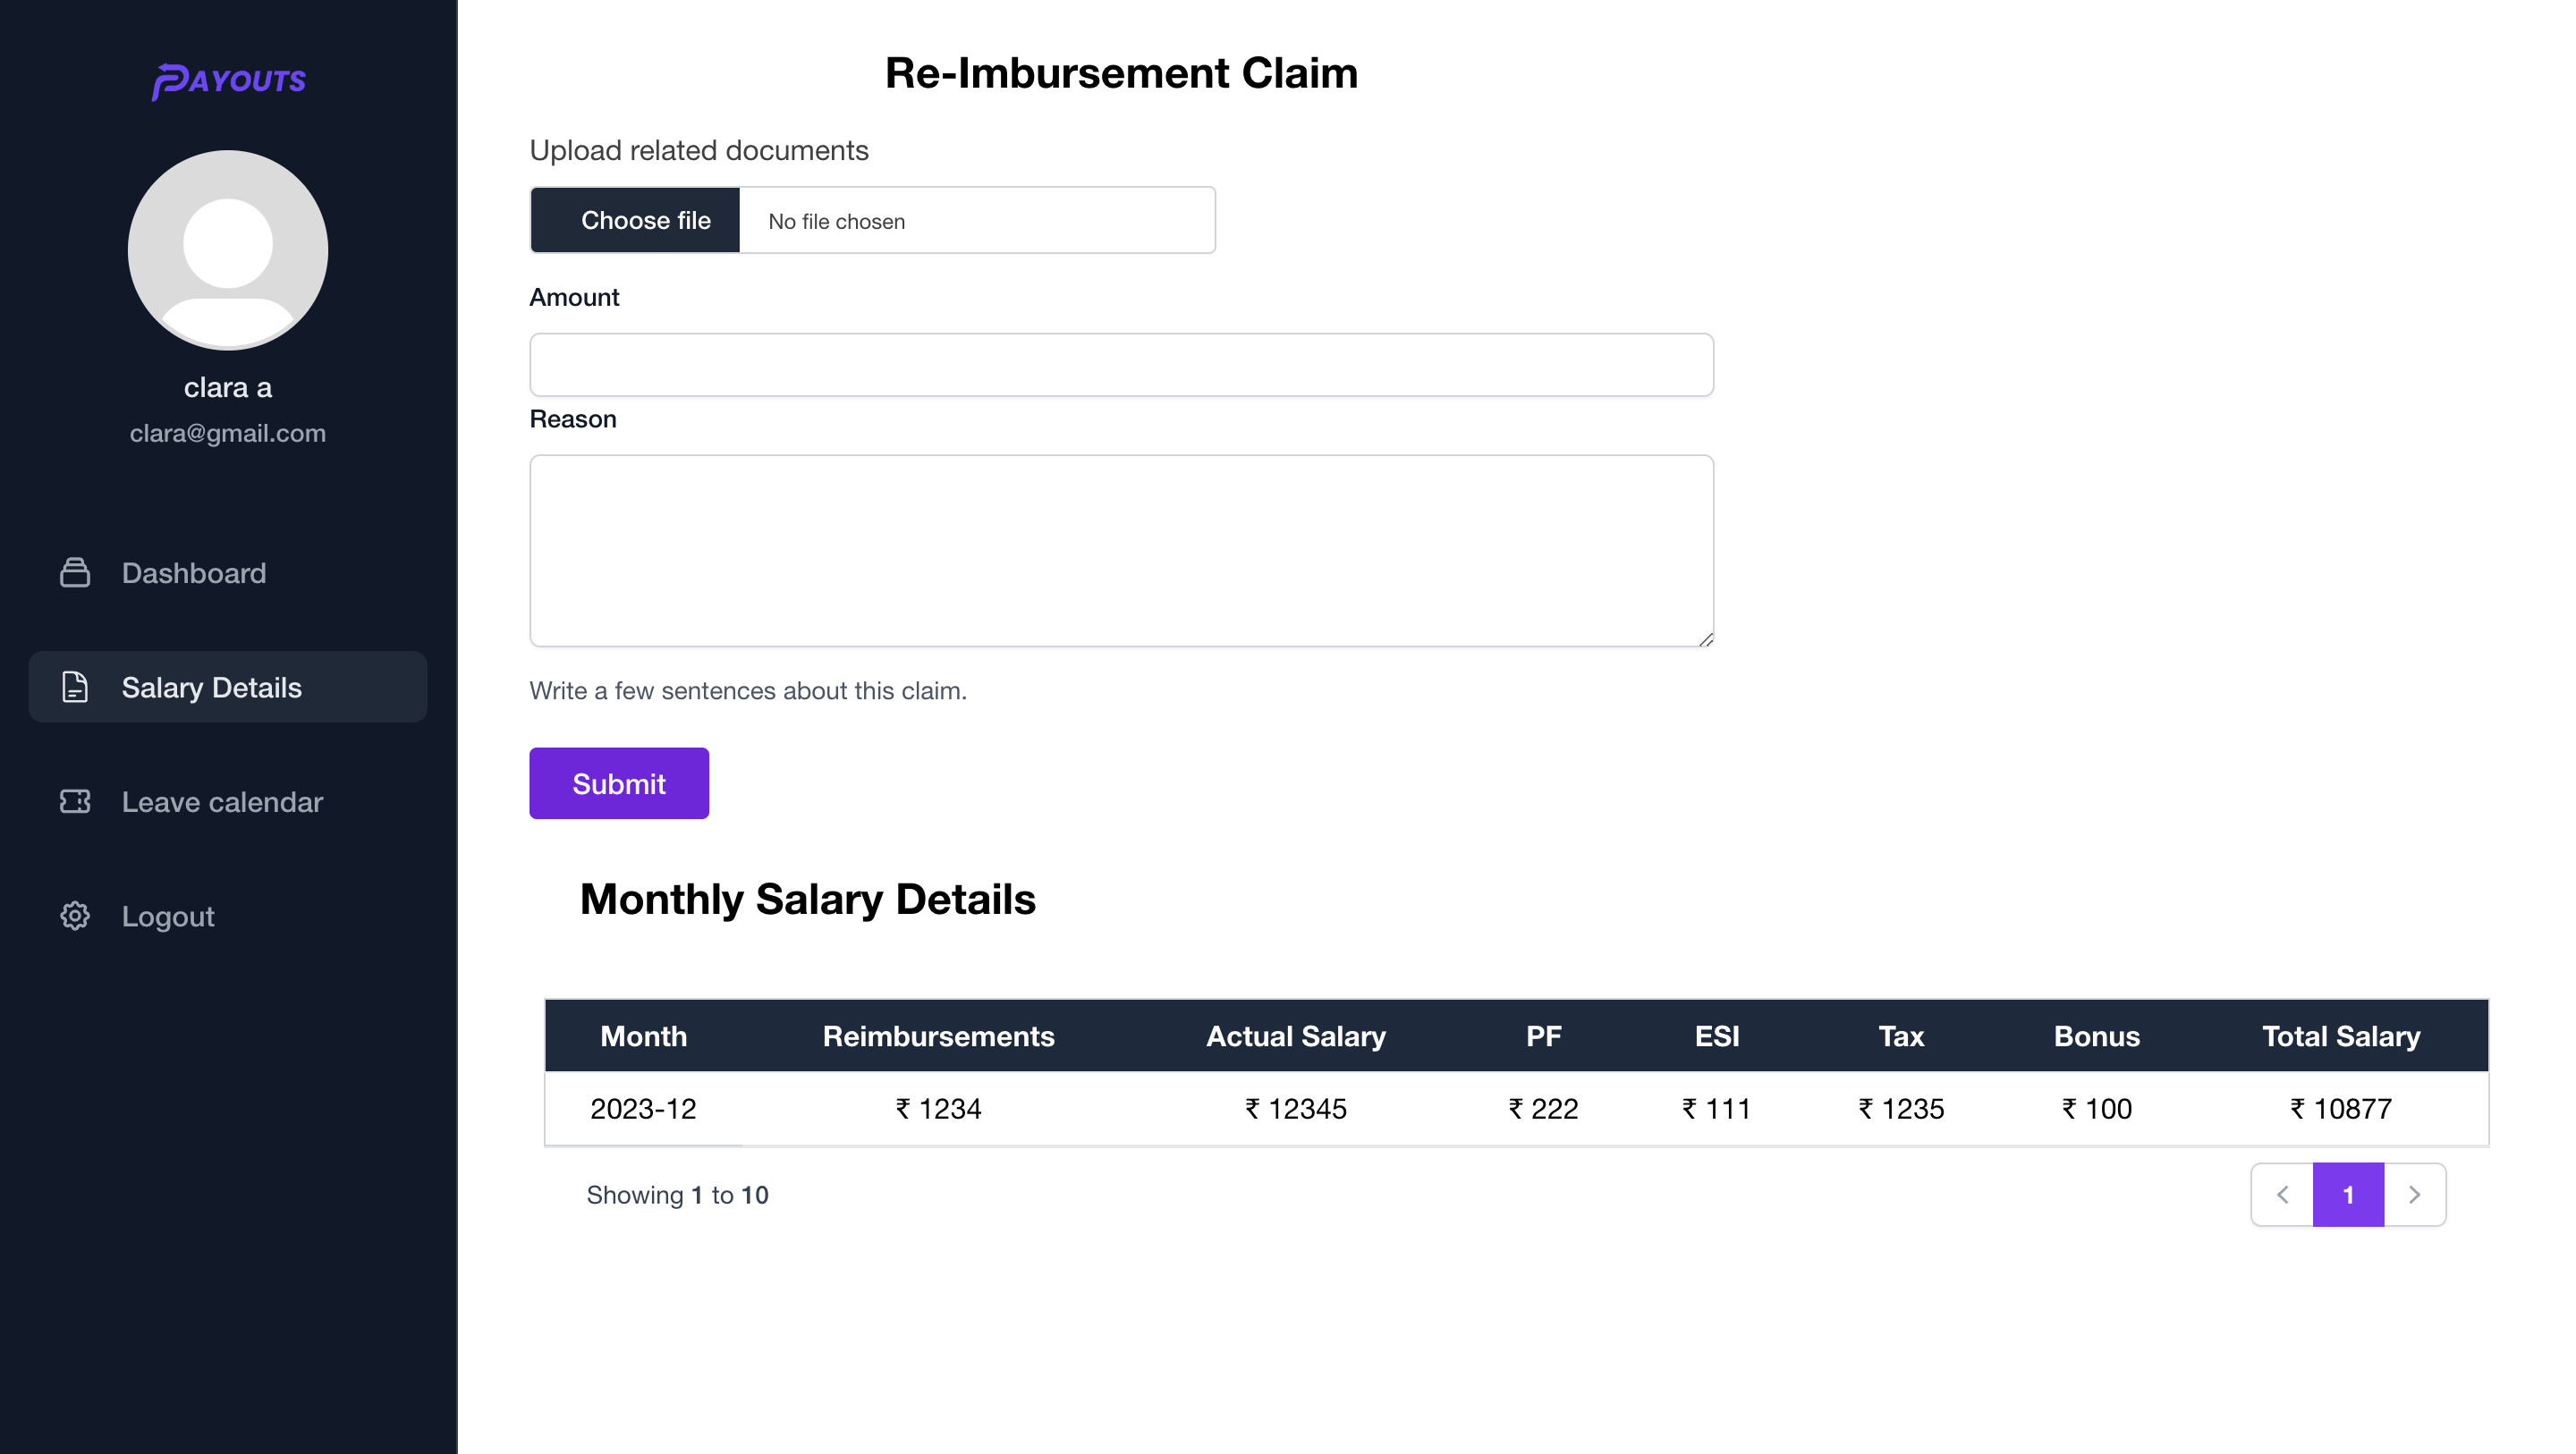 PAYOUTS
clara a
clara@gmail.com
Dashboard
Salary Details
Leave calendar
Logout
Re-Imbursement Claim
Upload related documents
Choose file No file chosen
Amount
Reason
Write a few sentences about this claim.
Submit
Monthly Salary Details
Month Reimbursements Actual Salary PF ESI Tax Bonus Total Salary
2023-12 ₹ 1234 ₹ 12345 ₹ 222 ₹ 111 ₹ 1235 ₹ 100 ₹ 10877
Showing 1 to 10
1